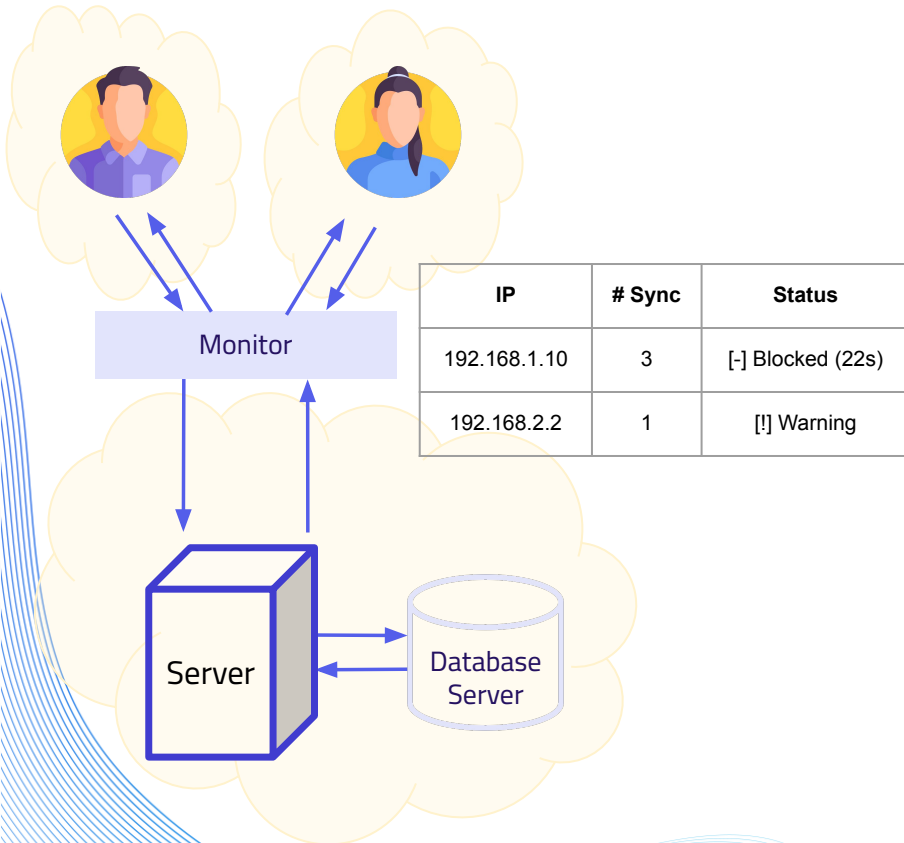 IP # Sync Status
Monitor
192.168.1.10 3 [-] Blocked (22s)
192.168.2.2 1 [!] Warning
Server
Database
Server